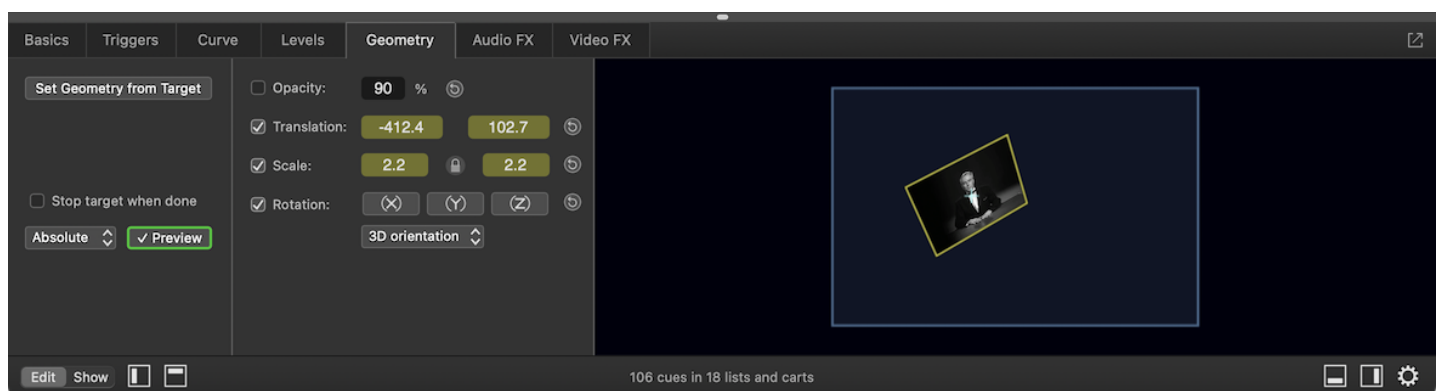 Basics Triggers Curve Levels Geometry Audio FX Video FX
Set Geometry from Target
Stop target when done
Absolute ✓ Preview
Opacity: 90 %
Translation: -412.4 102.7
Scale: 2.2 2.2
Rotation: (X) (Y) (Z)
3D orientation
Edit Show 106 cues in 18 lists and carts